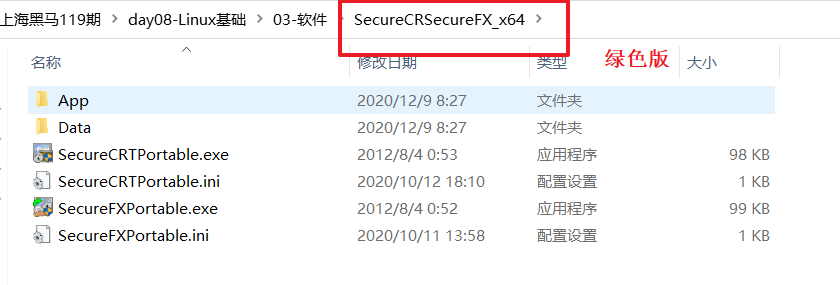 上海黑马119期 > day08-Linux基础 > 03-软件 > SecureCRSecureFX_x64 >
名称 修改日期 类型 绿色版 大小
App 2020/12/9 8:27 文件夹
Data 2020/12/9 8:27 文件夹
SecureCRTPortable.exe 2012/8/4 0:53 应用程序 98 KB
SecureCRTPortable.ini 2020/10/12 18:10 配置设置 1 KB
SecureFXPortable.exe 2012/8/4 0:52 应用程序 99 KB
SecureFXPortable.ini 2020/10/11 13:58 配置设置 1 KB